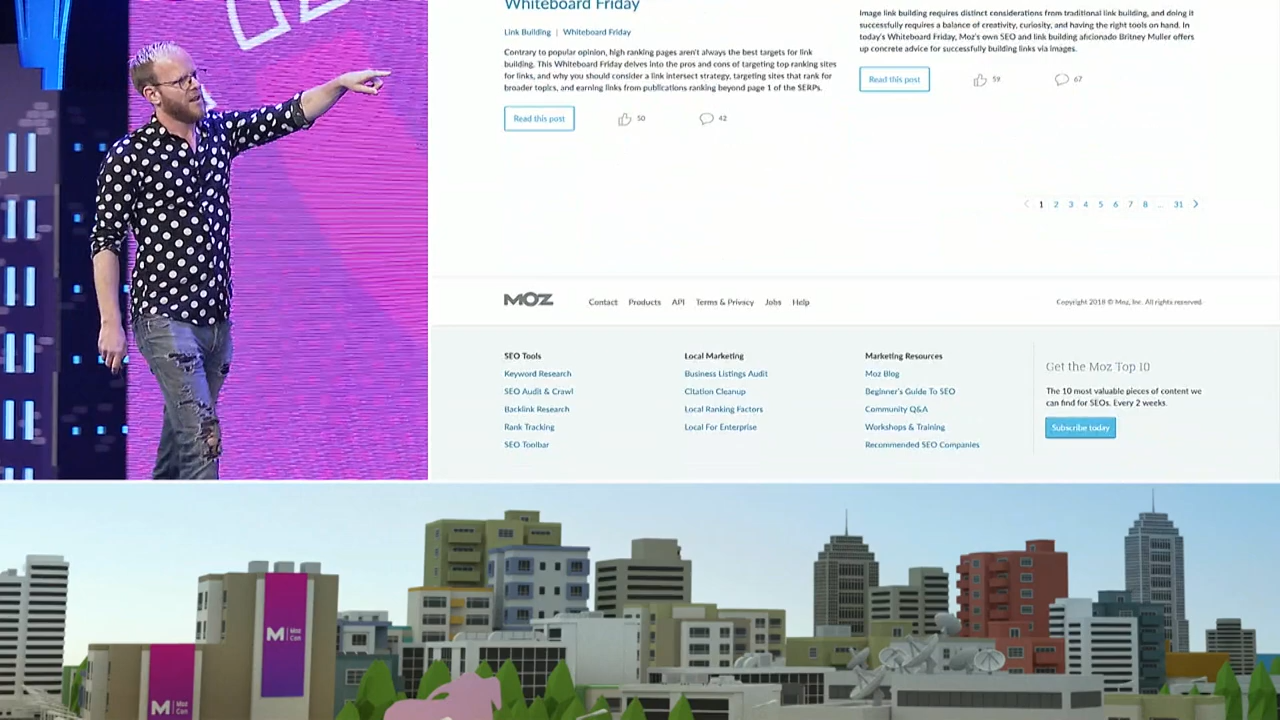 Whiteboard Friday
Link Building | Whiteboard Friday
Contrary to popular opinion, high ranking pages aren't always the best targets for link
building. This Whiteboard Friday delves into the pros and cons of targeting top ranking sites
for links, and why you should consider a link intersect strategy, targeting sites that rank for
broader topics, and earning links from publications ranking beyond page 1 of the SERPs.
Read this post 50 42
Image link building requires distinct considerations from traditional link building, and doing it
successfully requires a balance of creativity, curiosity, and having the right tools on hand. In
today's Whiteboard Friday, Moz's own SEO and link building aficionado Britney Muller offers
up concrete advice for successfully building links via images.
Read this post 59 67
< 1 2 3 4 5 6 7 8 ... 31 >
MOZ Contact Products API Terms & Privacy Jobs Help
Copyright 2018 © Moz, Inc. All rights reserved.
SEO Tools
Keyword Research
SEO Audit & Crawl
Backlink Research
Rank Tracking
SEO Toolbar
Local Marketing
Business Listings Audit
Citation Cleanup
Local Ranking Factors
Local For Enterprise
Marketing Resources
Moz Blog
Beginner's Guide To SEO
Community Q&A
Workshops & Training
Recommended SEO Companies
Get the Moz Top 10
The 10 most valuable pieces of content we
can find for SEOs. Every 2 weeks.
Subscribe today
M | Moz
Con
M | Moz
Con